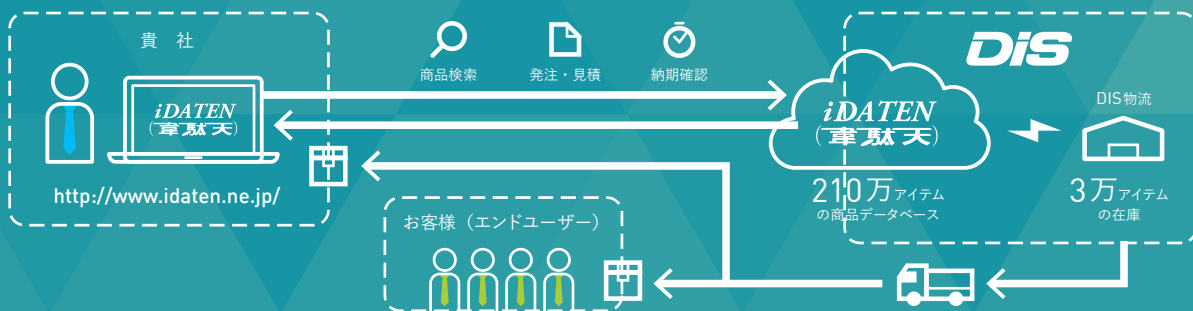 貴社
iDATEN
(韋駄天)
http://www.idaten.ne.jp/
商品検索
発注・見積
納期確認
お客様（エンドユーザー）
iDATEN
(韋駄天)
210万アイテム
の商品データベース
DiS
DIS物流
3万アイテム
の在庫